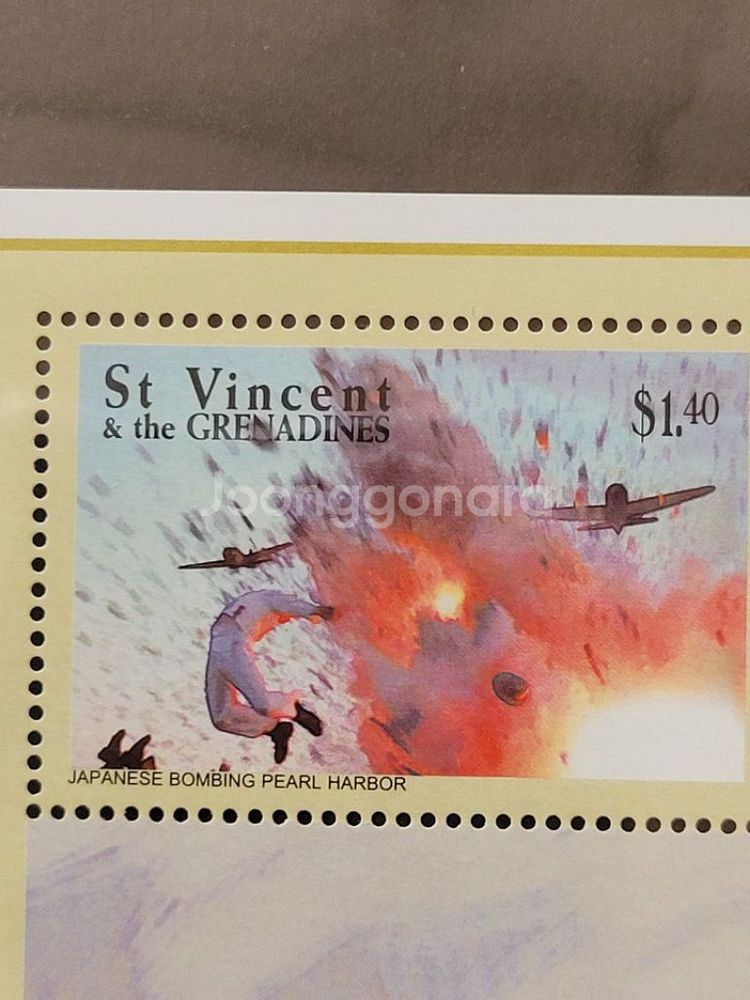 St Vincent
& the GRENADINES
$1.40
Joonggonara
JAPANESE BOMBING PEARL HARBOR